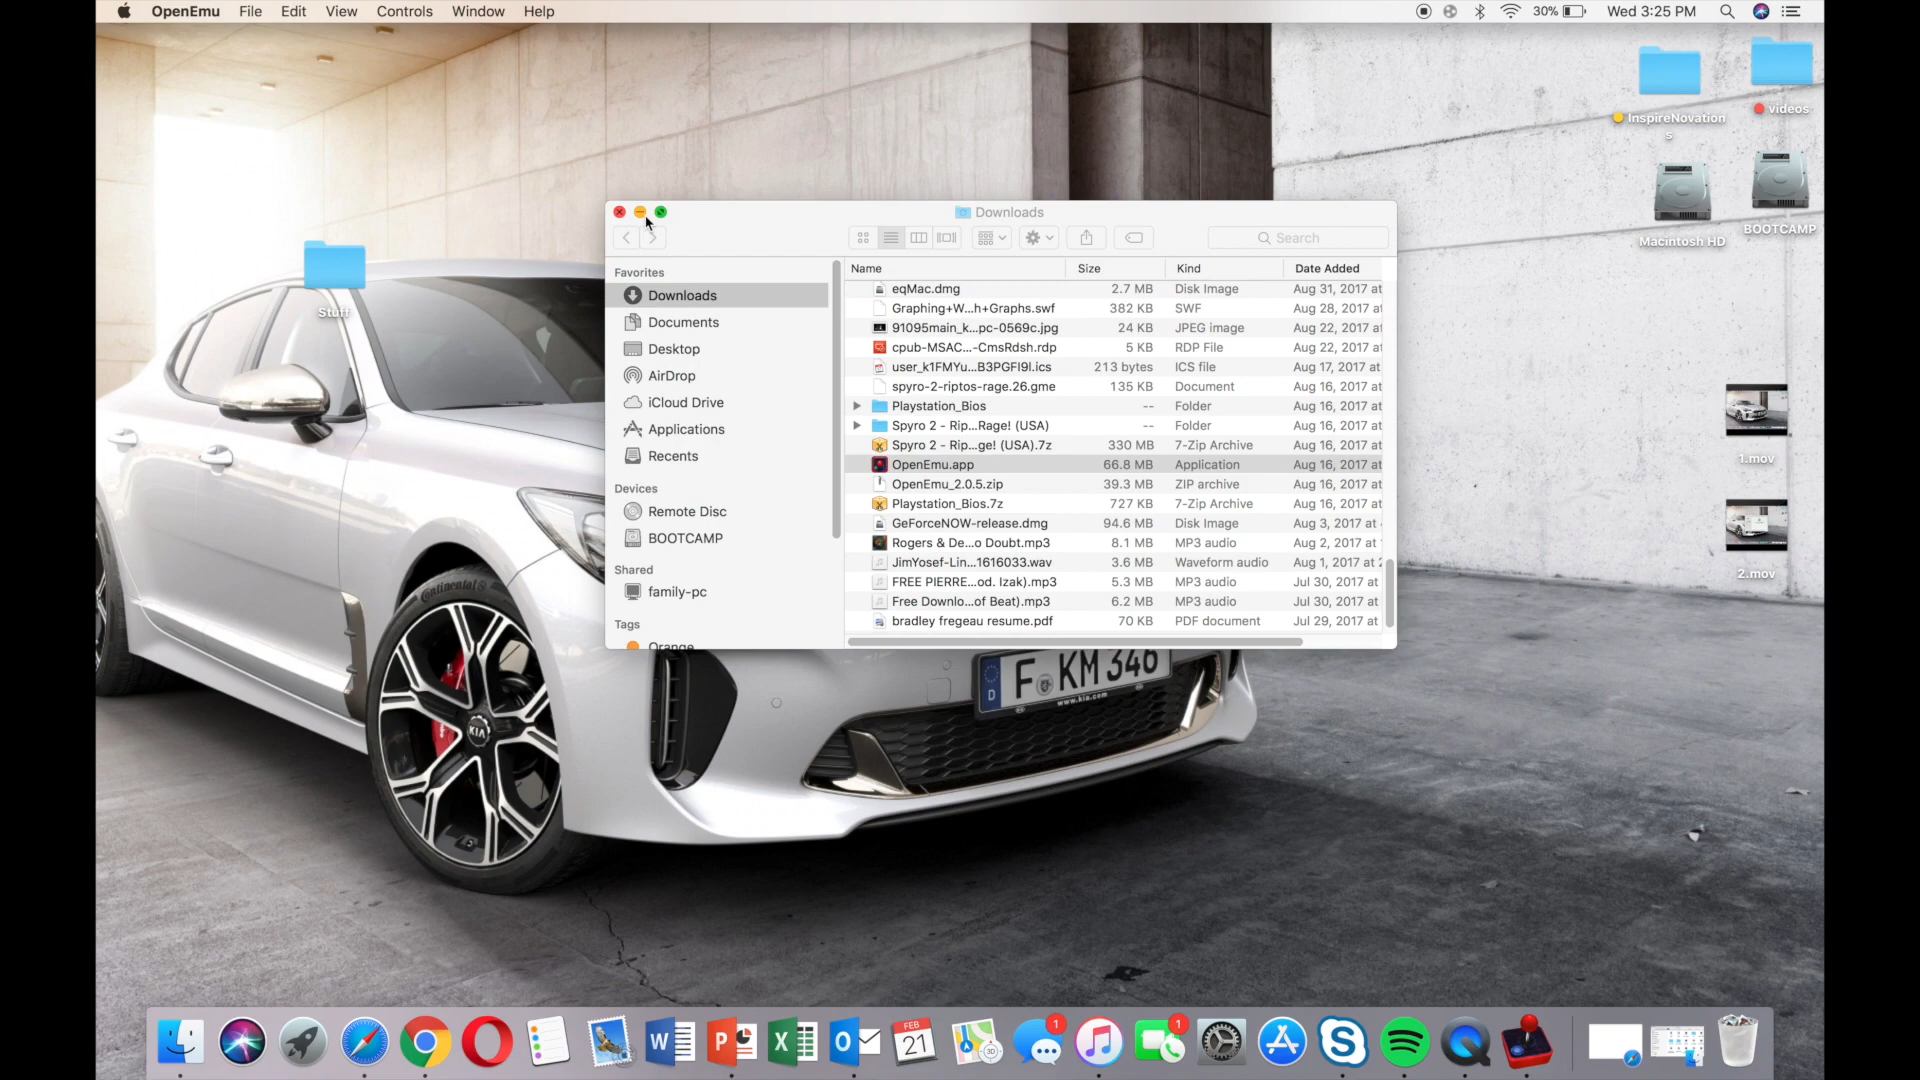 OpenEmu File Edit View Controls Window Help
30% Wed 3:25 PM
InspireNovation
s
videos
Macintosh HD
BOOTCAMP
Stuff
1.mov
2.mov
Downloads
Search
Favorites
Downloads
Documents
Desktop
AirDrop
iCloud Drive
Applications
Recents
Devices
Remote Disc
BOOTCAMP
Shared
family-pc
Tags
Orange
Name Size Kind Date Added
eqMac.dmg 2.7 MB Disk Image Aug 31, 2017 at
Graphing+W...h+Graphs.swf 382 KB SWF Aug 28, 2017 at
91095main_k...pc-0569c.jpg 24 KB JPEG image Aug 22, 2017 at
cpub-MSAC...-CmsRdsh.rdp 5 KB RDP File Aug 22, 2017 at
user_k1FMYu...B3PGFI9I.ics 213 bytes ICS file Aug 17, 2017 at
spyro-2-riptos-rage.26.gme 135 KB Document Aug 16, 2017 at
Playstation_Bios -- Folder Aug 16, 2017 at
Spyro 2 - Rip...Rage! (USA) -- Folder Aug 16, 2017 at
Spyro 2 - Rip...ge! (USA).7z 330 MB 7-Zip Archive Aug 16, 2017 at
OpenEmu.app 66.8 MB Application Aug 16, 2017 at
OpenEmu_2.0.5.zip 39.3 MB ZIP archive Aug 16, 2017 at
Playstation_Bios.7z 727 KB 7-Zip Archive Aug 16, 2017 at
GeForceNOW-release.dmg 94.6 MB Disk Image Aug 3, 2017 at
Rogers & De...o Doubt.mp3 8.1 MB MP3 audio Aug 2, 2017 at
JimYosef-Lin...1616033.wav 3.6 MB Waveform audio Aug 1, 2017 at
FREE PIERRE...od. Izak).mp3 5.3 MB MP3 audio Jul 30, 2017 at
Free Downlo...of Beat).mp3 6.2 MB MP3 audio Jul 30, 2017 at
bradley fregeau resume.pdf 70 KB PDF document Jul 29, 2017 at
Continental
KIA
D F KM 346
www.kia.com
W P X O FEB 21 3D 1 1 S